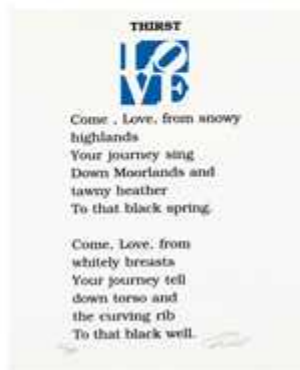 THIRST
LO
VE
Come , Love, from snowy
highlands
Your journey sing
Down Moorlands and
tawny heather
To that black spring.
Come, Love, from
whitely breasts
Your journey tell
down torso and
the curving rib
To that black well.